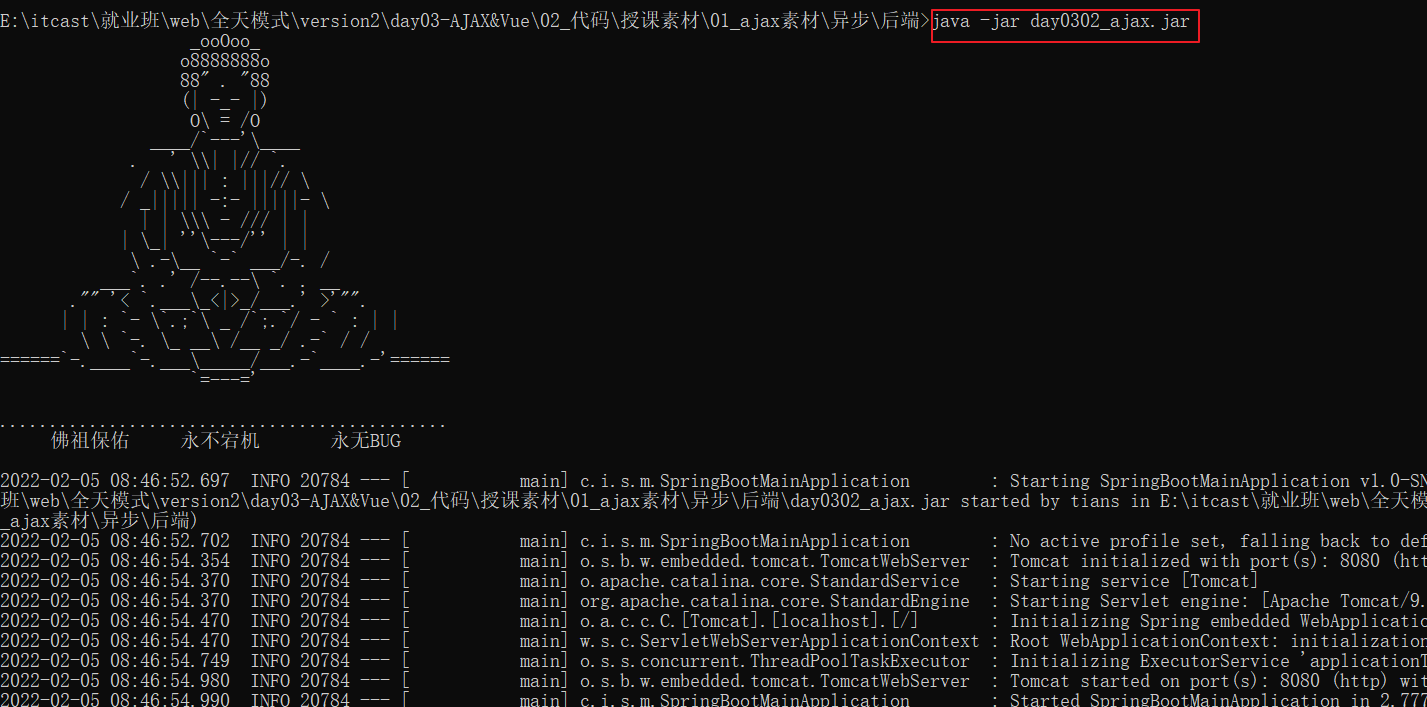 E:\itcast\就业班\web\全天模式\version2\day03-AJAX&Vue\02_代码\授课素材\01_ajax素材\异步\后端>java -jar day0302_ajax.jar
_ooOoo_
o8888888o
88" . "88
(| -_- |)
O\ = /O
____/`---'\____
.   ' \\| |// `.
/ \\||| : |||// \
/ _||||| -:- |||||- \
| | \\\ - /// | |
| \_| ''\---/'' | |
\ .-\__ `-` ___/-. /
___`. .' /--.--\ `. . __
."" '< `.___\_<|>_/___.' >'"".
| | : `- \`.;`\ _ /`;.`/ - ` : | |
\ \ `-. \_ __\ /__ _/ .-` / /
======`-.____`-.___\_____/___.-`____.-'======
`=---='
.............................................
佛祖保佑     永不宕机       永无BUG
2022-02-05 08:46:52.697  INFO 20784 --- [           main] c.i.s.m.SpringBootMainApplication        : Starting SpringBootMainApplication v1.0-SN
班\web\全天模式\version2\day03-AJAX&Vue\02_代码\授课素材\01_ajax素材\异步\后端\day0302_ajax.jar started by tians in E:\itcast\就业班\web\全天模
_ajax素材\异步\后端)
2022-02-05 08:46:52.702  INFO 20784 --- [           main] c.i.s.m.SpringBootMainApplication        : No active profile set, falling back to def
2022-02-05 08:46:54.354  INFO 20784 --- [           main] o.s.b.w.embedded.tomcat.TomcatWebServer  : Tomcat initialized with port(s): 8080 (htt
2022-02-05 08:46:54.370  INFO 20784 --- [           main] o.apache.catalina.core.StandardService   : Starting service [Tomcat]
2022-02-05 08:46:54.370  INFO 20784 --- [           main] org.apache.catalina.core.StandardEngine  : Starting Servlet engine: [Apache Tomcat/9.
2022-02-05 08:46:54.470  INFO 20784 --- [           main] o.a.c.c.C.[Tomcat].[localhost].[/]       : Initializing Spring embedded WebApplicatio
2022-02-05 08:46:54.470  INFO 20784 --- [           main] w.s.c.ServletWebServerApplicationContext : Root WebApplicationContext: initialization
2022-02-05 08:46:54.749  INFO 20784 --- [           main] o.s.s.concurrent.ThreadPoolTaskExecutor  : Initializing ExecutorService 'applicationT
2022-02-05 08:46:54.980  INFO 20784 --- [           main] o.s.b.w.embedded.tomcat.TomcatWebServer  : Tomcat started on port(s): 8080 (http) wit
2022-02-05 08:46:54.990  INFO 20784 --- [           main] c.i.s.m.SpringBootMainApplication        : Started SpringBootMainApplication in 2.777